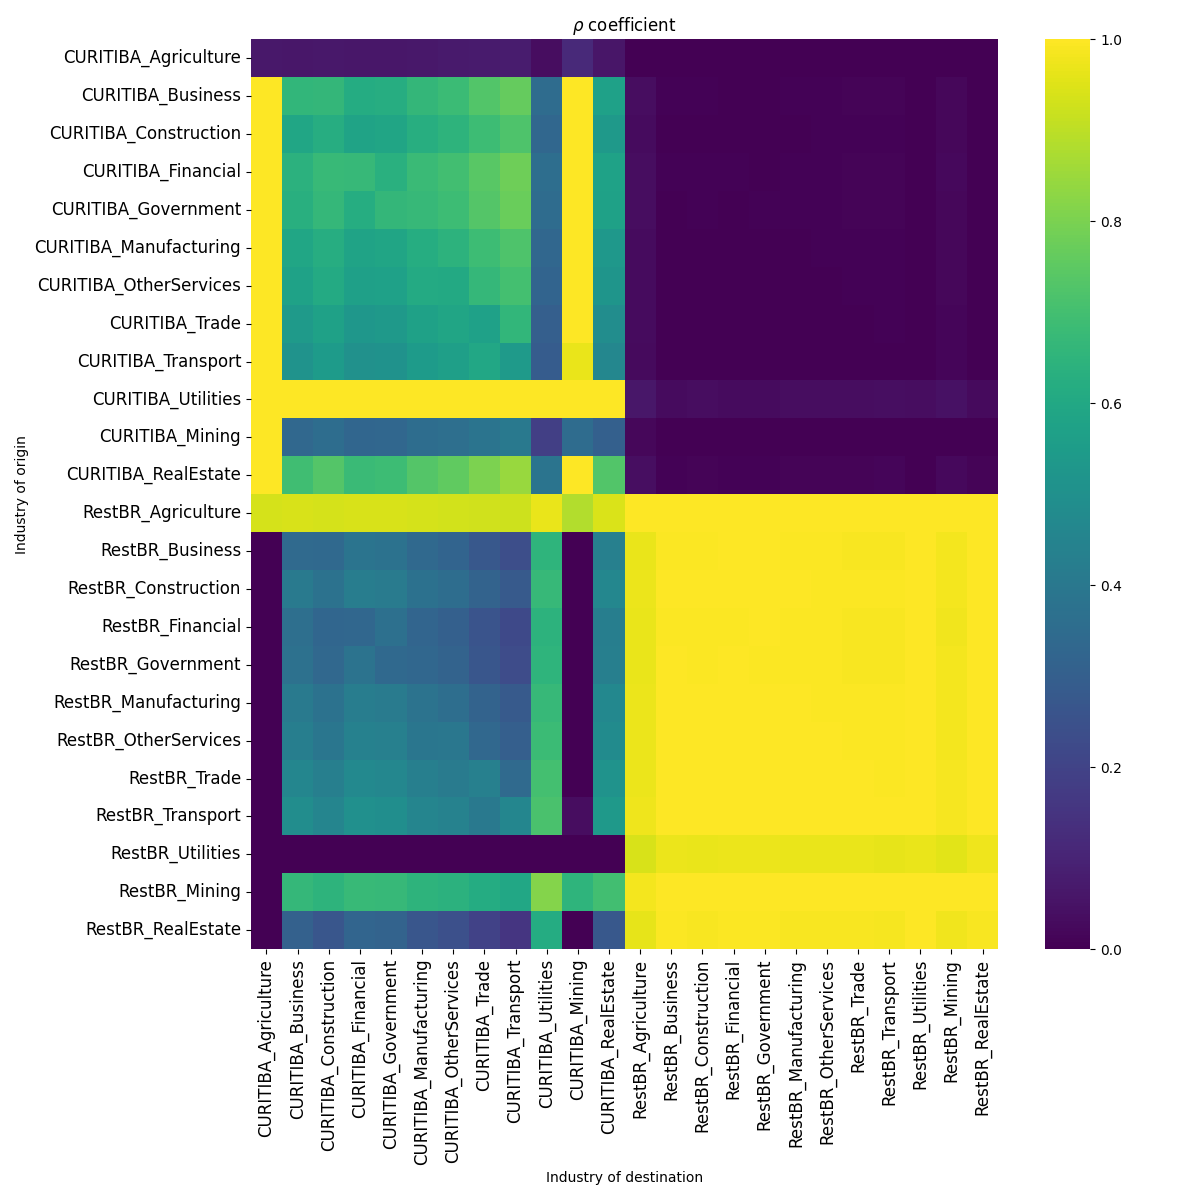 ρ coefficient
CURITIBA_Agriculture
CURITIBA_Business
CURITIBA_Construction
CURITIBA_Financial
CURITIBA_Government
CURITIBA_Manufacturing
CURITIBA_OtherServices
CURITIBA_Trade
CURITIBA_Transport
CURITIBA_Utilities
CURITIBA_Mining
CURITIBA_RealEstate
RestBR_Agriculture
RestBR_Business
RestBR_Construction
RestBR_Financial
RestBR_Government
RestBR_Manufacturing
RestBR_OtherServices
RestBR_Trade
RestBR_Transport
RestBR_Utilities
RestBR_Mining
RestBR_RealEstate
Industry of origin
CURITIBA_Agriculture
CURITIBA_Business
CURITIBA_Construction
CURITIBA_Financial
CURITIBA_Government
CURITIBA_Manufacturing
CURITIBA_OtherServices
CURITIBA_Trade
CURITIBA_Transport
CURITIBA_Utilities
CURITIBA_Mining
CURITIBA_RealEstate
RestBR_Agriculture
RestBR_Business
RestBR_Construction
RestBR_Financial
RestBR_Government
RestBR_Manufacturing
RestBR_OtherServices
RestBR_Trade
RestBR_Transport
RestBR_Utilities
RestBR_Mining
RestBR_RealEstate
Industry of destination
1.0
0.8
0.6
0.4
0.2
0.0